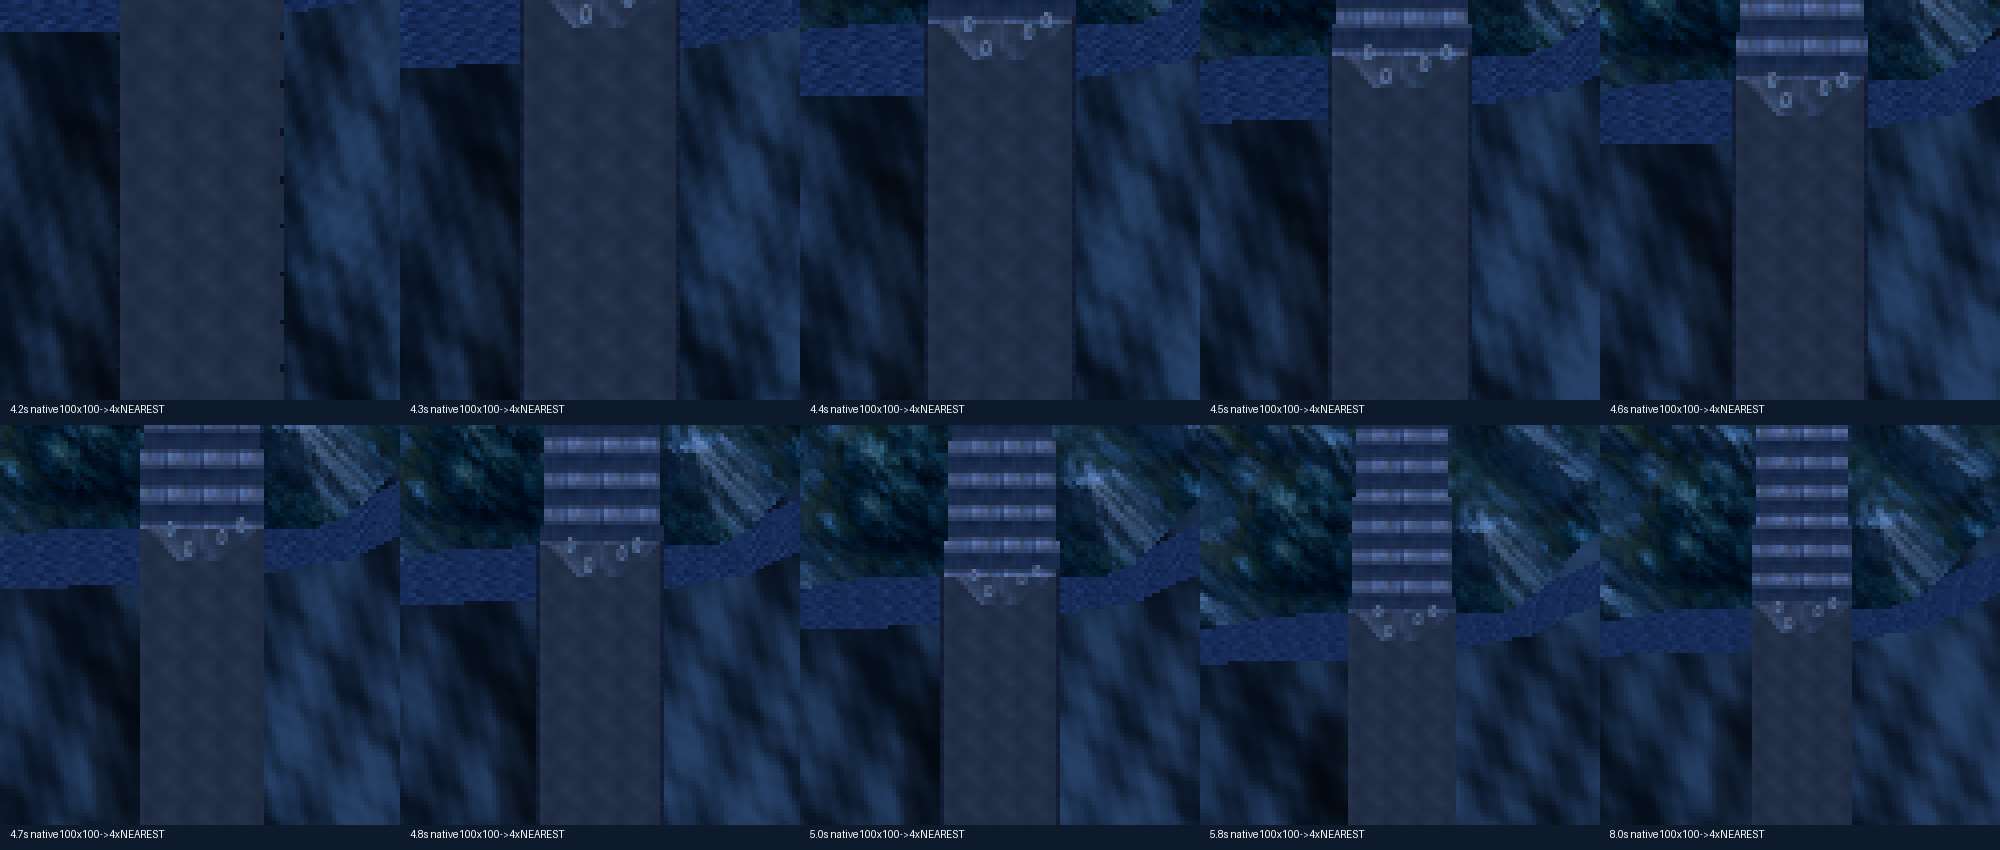 4.2s native100x100->4xNEAREST
4.3s native100x100->4xNEAREST
4.4s native100x100->4xNEAREST
4.5s native100x100->4xNEAREST
4.6s native100x100->4xNEAREST
4.7s native100x100->4xNEAREST
4.8s native100x100->4xNEAREST
5.0s native100x100->4xNEAREST
5.8s native100x100->4xNEAREST
8.0s native100x100->4xNEAREST